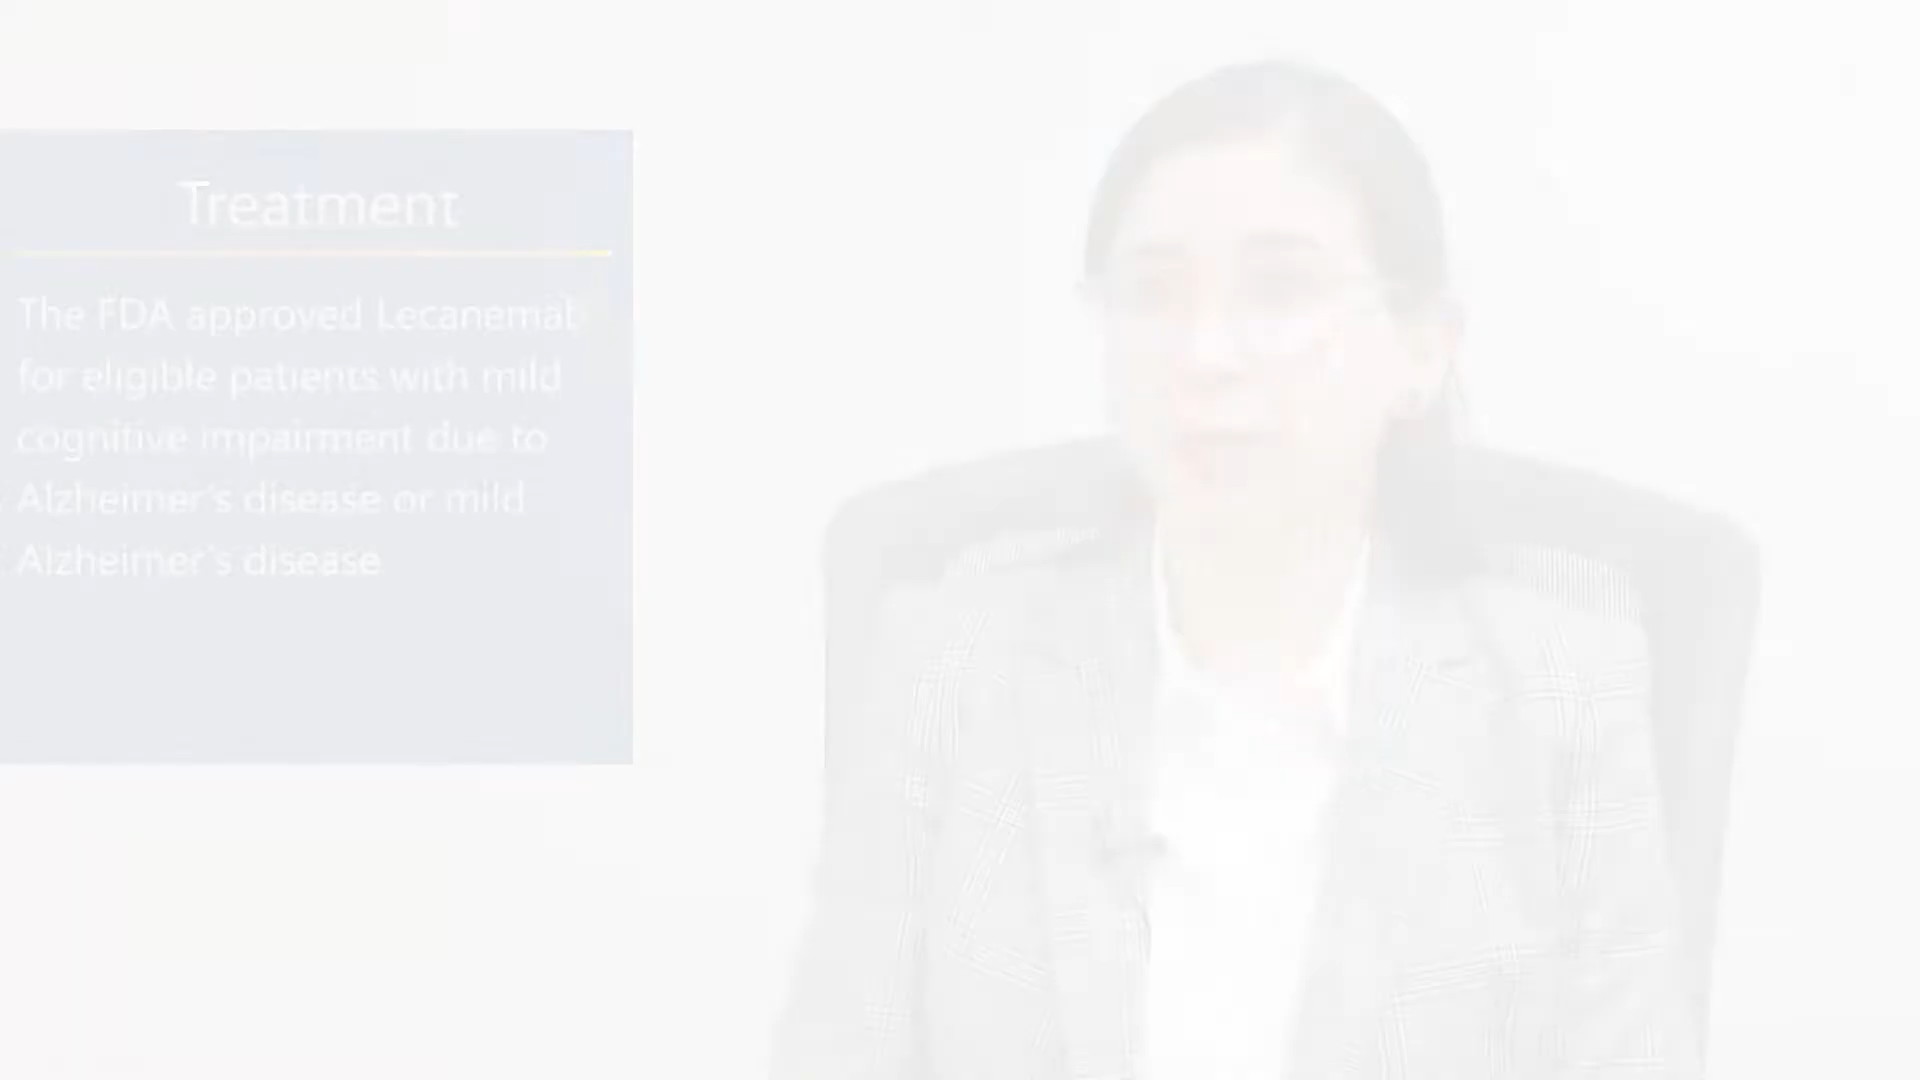 Treatment
The FDA approved Lecanemab
for eligible patients with mild
cognitive impairment due to
Alzheimer's disease or mild
Alzheimer's disease